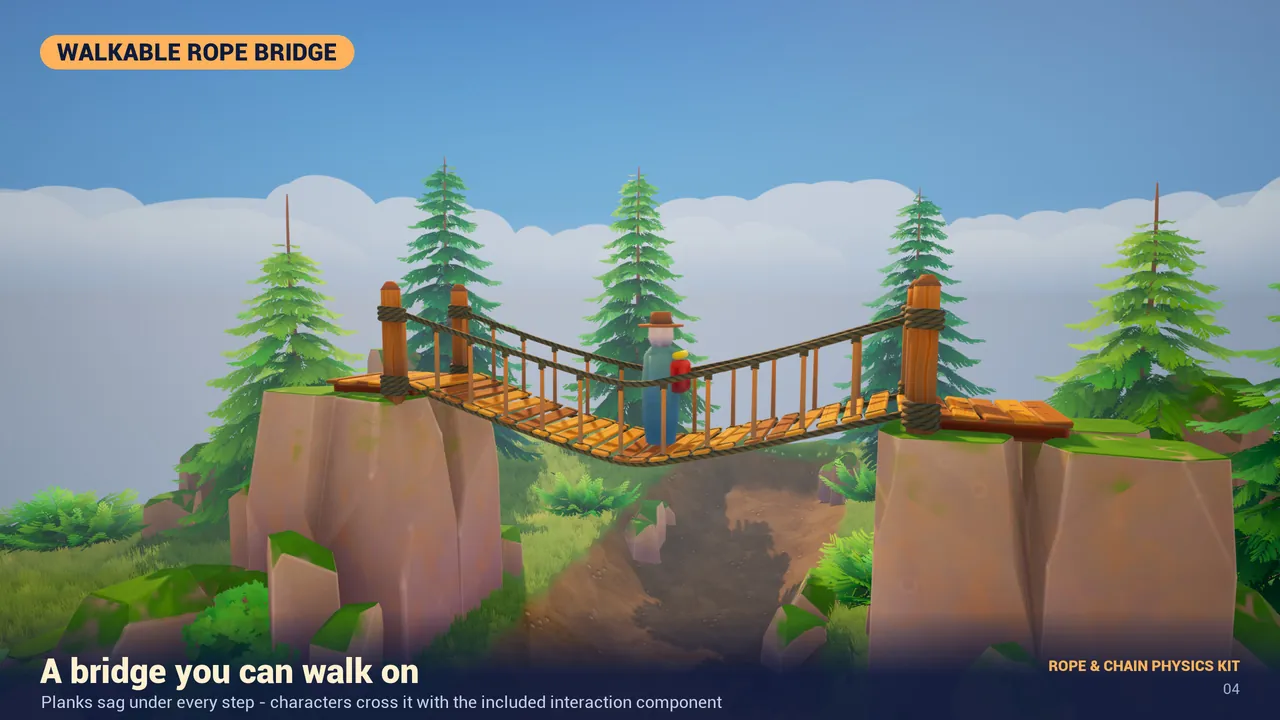 WALKABLE ROPE BRIDGE
A bridge you can walk on
Planks sag under every step - characters cross it with the included interaction component
ROPE & CHAIN PHYSICS KIT
04